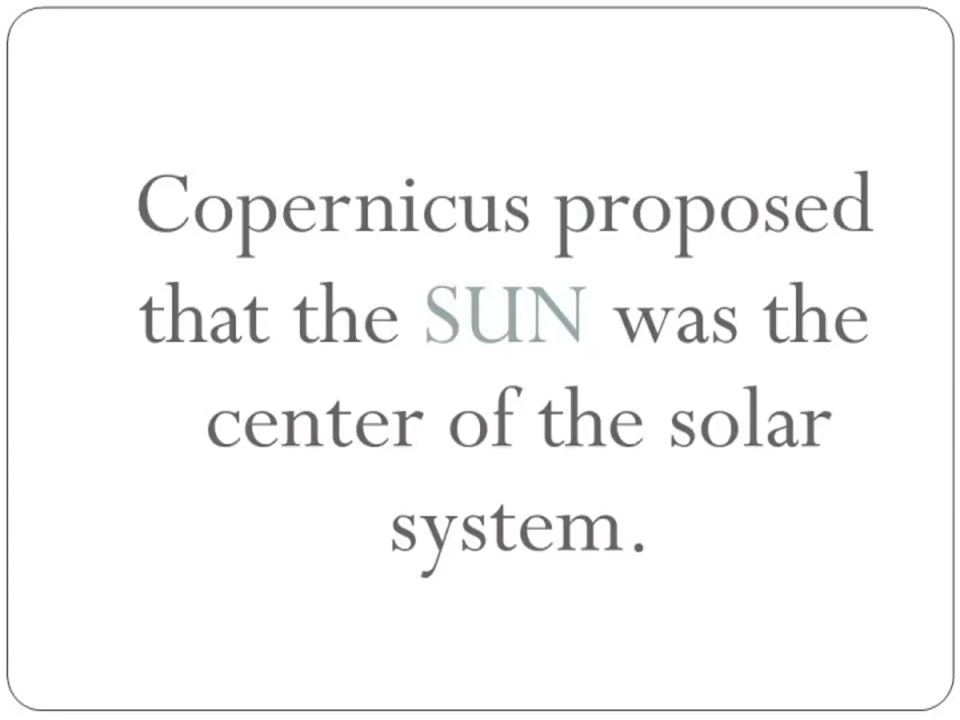 Copernicus proposed
that the SUN was the
center of the solar
system.